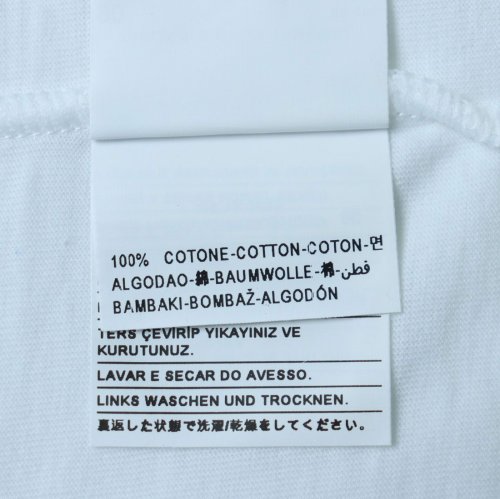 100% COTONE-COTTON-COTON-면
ALGODAO-綿-BAUMWOLLE-棉-قطن
BAMBAKI-BOMBAŽ-ALGODÓN
TERS ÇEVİRİP YIKAYINIZ VE
KURUTUNUZ.
LAVAR E SECAR DO AVESSO.
LINKS WASCHEN UND TROCKNEN.
裏返した状態で洗濯/乾燥をしてください。